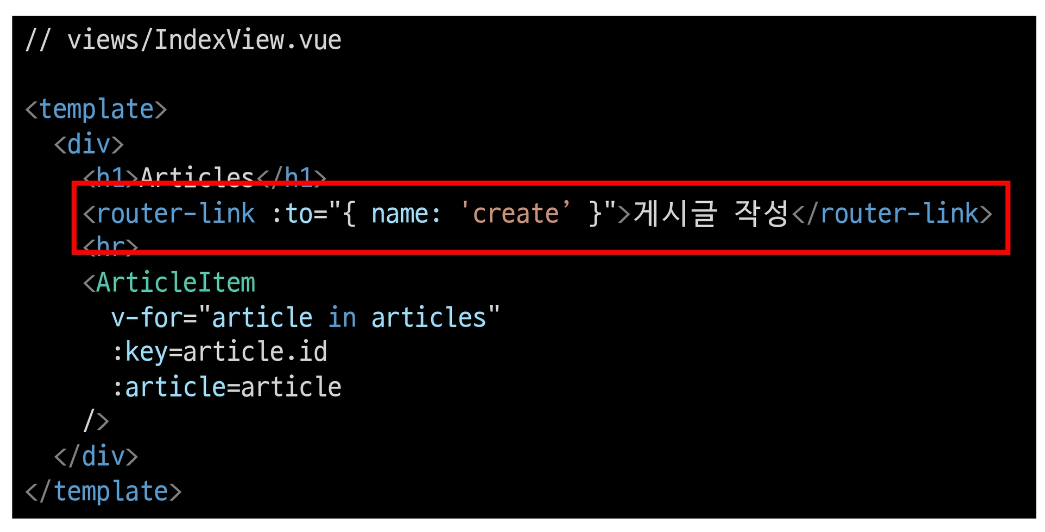 // views/IndexView.vue
<template>
<div>
<h1>Articles</h1>
<router-link :to="{ name: 'create’ }">게시글 작성</router-link>
<hr>
<ArticleItem
v-for="article in articles"
:key=article.id
:article=article
/>
</div>
</template>